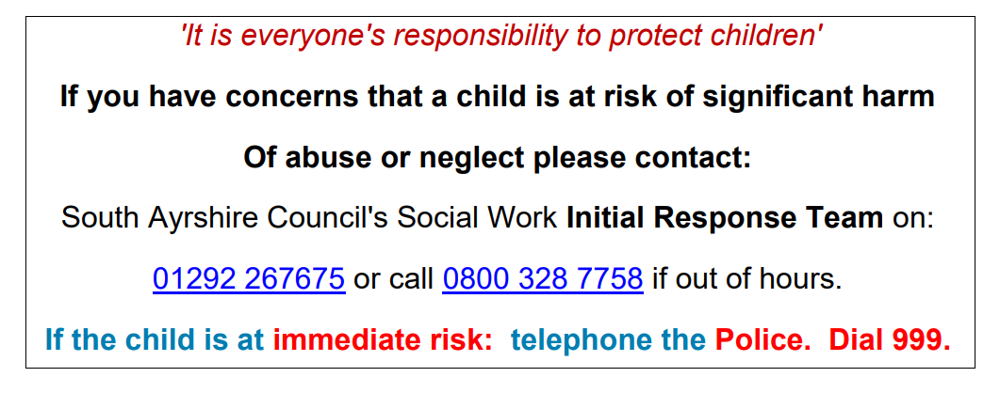 'It is everyone's responsibility to protect children'
If you have concerns that a child is at risk of significant harm
Of abuse or neglect please contact:
South Ayrshire Council's Social Work Initial Response Team on:
01292 267675 or call 0800 328 7758 if out of hours.
If the child is at immediate risk:  telephone the Police.  Dial 999.